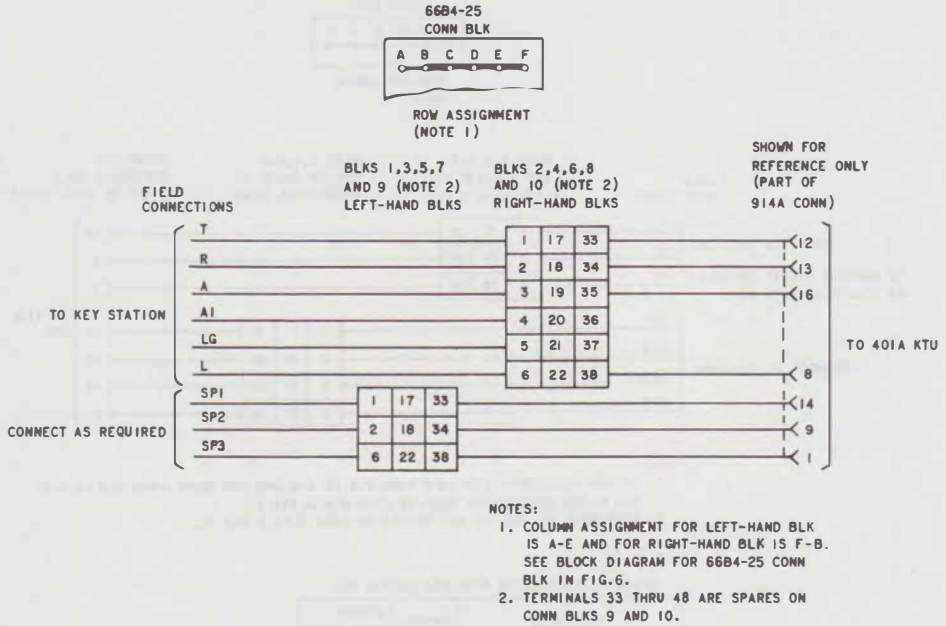 66B4-25
CONN BLK
A B C D E F
ROW ASSIGNMENT
(NOTE 1)
FIELD
CONNECTIONS
BLKS 1,3,5,7
AND 9 (NOTE 2)
LEFT-HAND BLKS
BLKS 2,4,6,8
AND 10 (NOTE 2)
RIGHT-HAND BLKS
SHOWN FOR
REFERENCE ONLY
(PART OF
914A CONN)
T 1 17 33 12
R 2 18 34 13
A 3 19 35 16
A1 4 20 36
LG 5 21 37
L 6 22 38 8
TO KEY STATION
TO 401A KTU
SP1 1 17 33 14
SP2 2 18 34 9
SP3 6 22 38 1
CONNECT AS REQUIRED
NOTES:
1. COLUMN ASSIGNMENT FOR LEFT-HAND BLK
IS A-E AND FOR RIGHT-HAND BLK IS F-B.
SEE BLOCK DIAGRAM FOR 66B4-25 CONN
BLK IN FIG.6.
2. TERMINALS 33 THRU 48 ARE SPARES ON
CONN BLKS 9 AND 10.